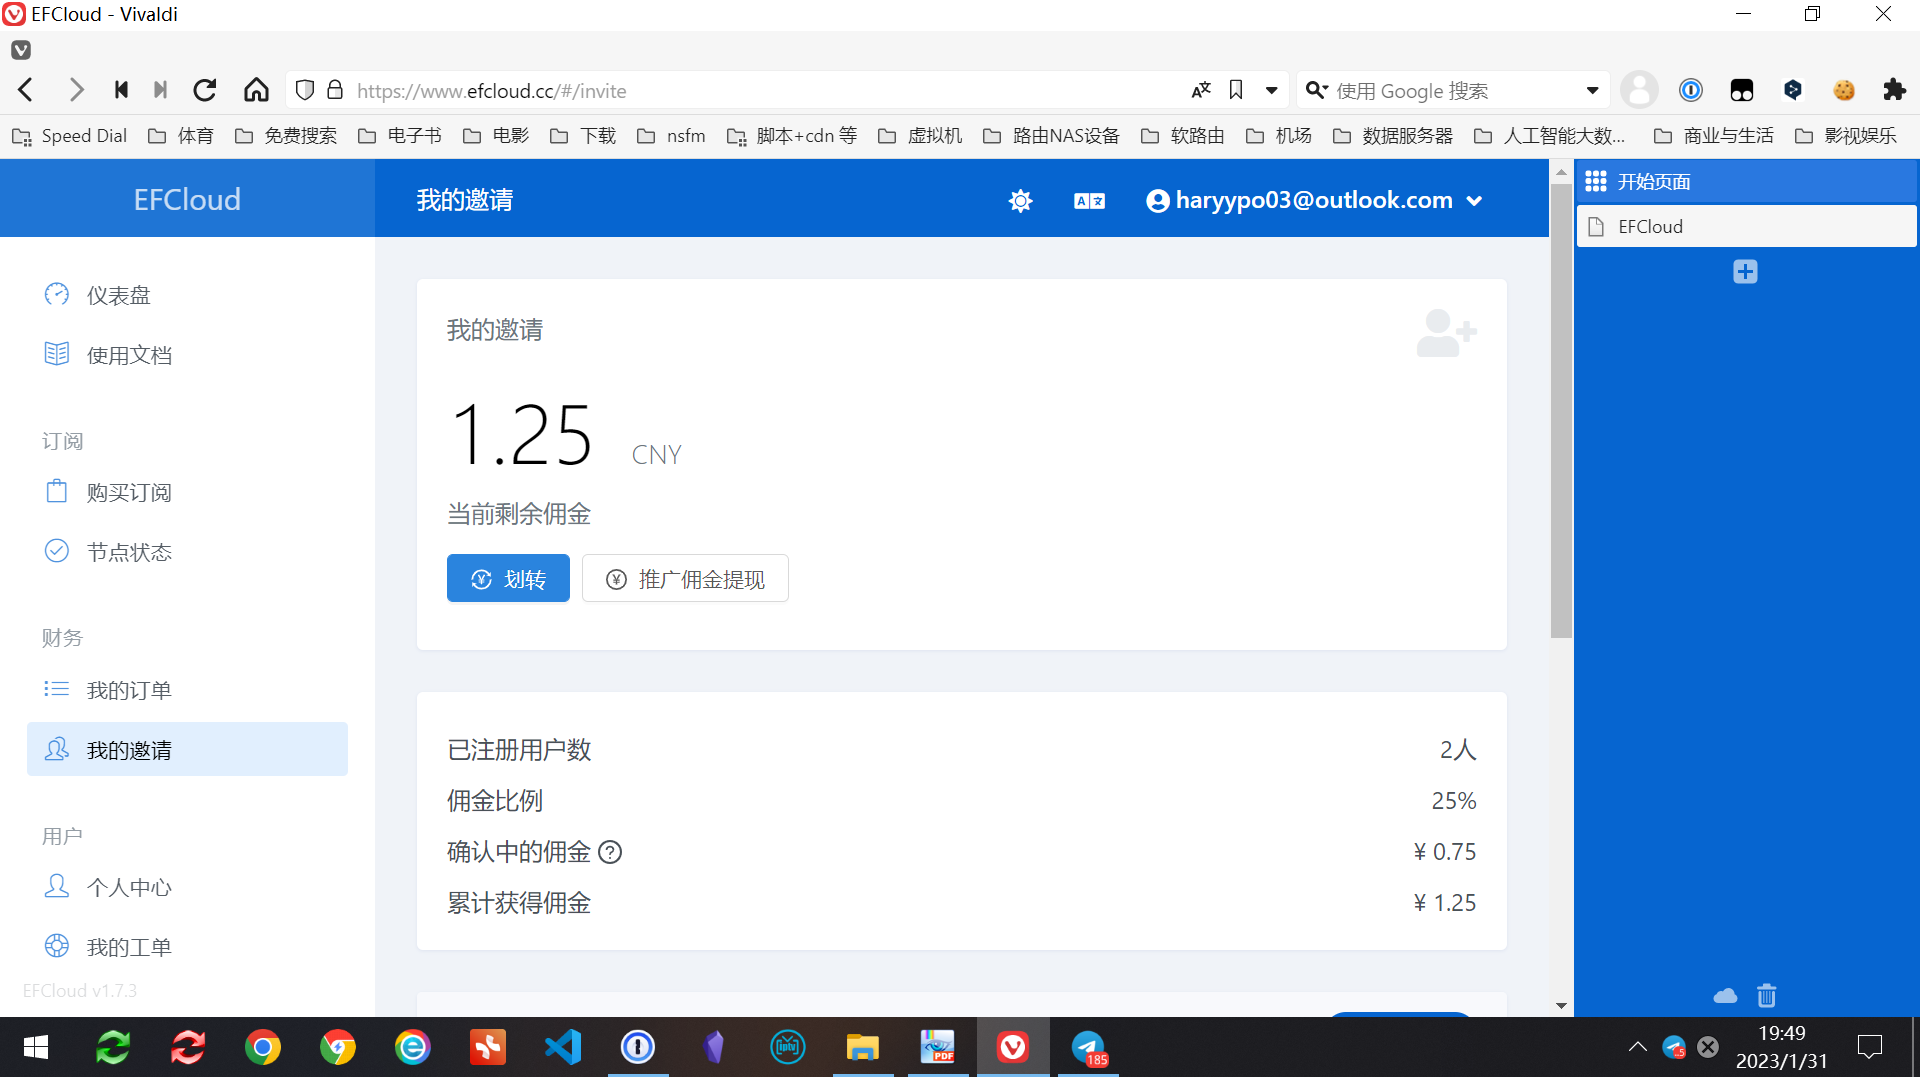 EFCloud - Vivaldi
https://www.efcloud.cc/#/invite
使用 Google 搜索
Speed Dial
体育
免费搜索
电子书
电影
下载
nsfm
脚本+cdn 等
虚拟机
路由NAS设备
软路由
机场
数据服务器
人工智能大数...
商业与生活
影视娱乐
EFCloud
我的邀请
haryypo03@outlook.com
开始页面
EFCloud
仪表盘
使用文档
订阅
购买订阅
节点状态
财务
我的订单
我的邀请
用户
个人中心
我的工单
EFCloud v1.7.3
我的邀请
1.25 CNY
当前剩余佣金
划转
推广佣金提现
已注册用户数 2人
佣金比例 25%
确认中的佣金 ¥ 0.75
累计获得佣金 ¥ 1.25
iptv
PDF
185
19:49
2023/1/31